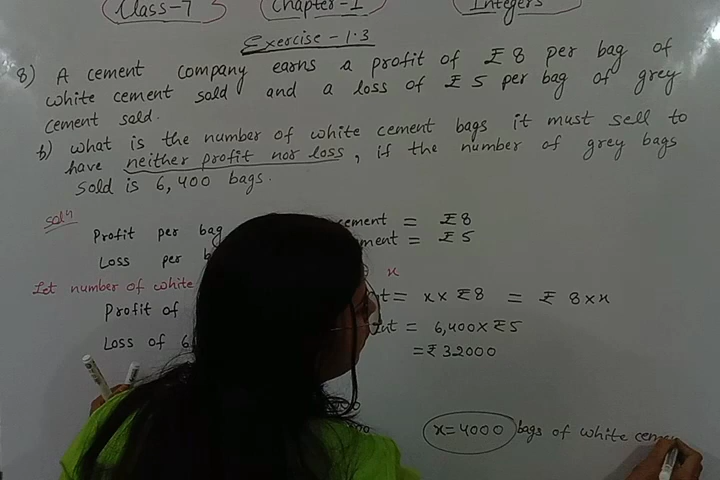 Class-7 Chapter-1 Integers
Exercise-1.3
8) A cement company earns a profit of ₹8 per bag of
white cement sold and a loss of ₹5 per bag of grey
cement sold.
b) what is the number of white cement bags it must sell to
have neither profit nor loss, if the number of grey bags
sold is 6,400 bags.
Solⁿ
Profit per bag cement = ₹8
Loss per = ₹5
Let number of white x
Profit of = x × ₹8 = ₹ 8×x
Loss of = 6,400×₹5
=₹32000
x=4000 bags of white